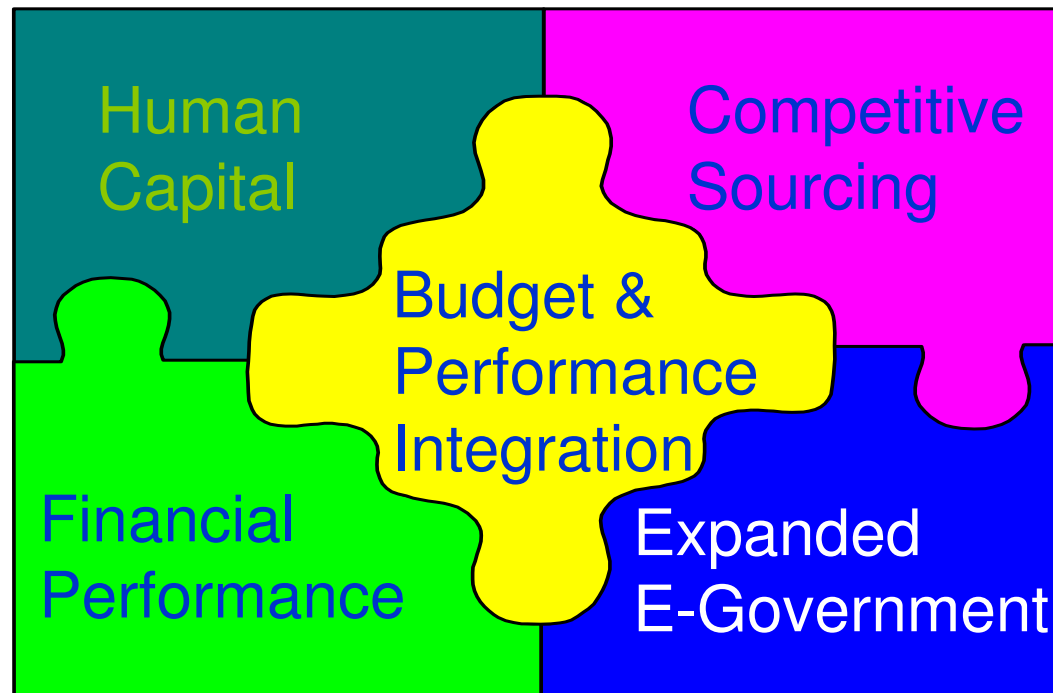 Human
Capital
Competitive
Sourcing
Budget &
Performance
Integration
Financial
Performance
Expanded
E-Government